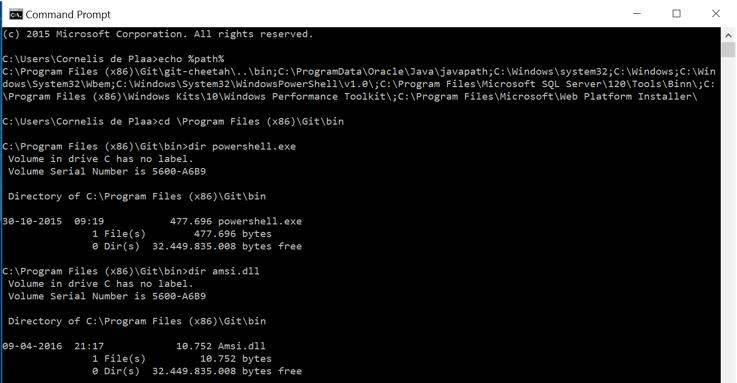 Command Prompt
(c) 2015 Microsoft Corporation. All rights reserved.
C:\Users\Cornelis de Plaa>echo %path%
C:\Program Files (x86)\Git\git-cheetah\..\bin;C:\ProgramData\Oracle\Java\javapath;C:\Windows\system32;C:\Windows;C:\Win
dows\System32\Wbem;C:\Windows\System32\WindowsPowerShell\v1.0\;C:\Program Files\Microsoft SQL Server\120\Tools\Binn\;C:
\Program Files (x86)\Windows Kits\10\Windows Performance Toolkit\;C:\Program Files\Microsoft\Web Platform Installer\
C:\Users\Cornelis de Plaa>cd \Program Files (x86)\Git\bin
C:\Program Files (x86)\Git\bin>dir powershell.exe
Volume in drive C has no label.
Volume Serial Number is 5600-A6B9
Directory of C:\Program Files (x86)\Git\bin
30-10-2015  09:19           477.696 powershell.exe
1 File(s)        477.696 bytes
0 Dir(s)  32.449.835.008 bytes free
C:\Program Files (x86)\Git\bin>dir amsi.dll
Volume in drive C has no label.
Volume Serial Number is 5600-A6B9
Directory of C:\Program Files (x86)\Git\bin
09-04-2016  21:17            10.752 Amsi.dll
1 File(s)         10.752 bytes
0 Dir(s)  32.449.835.008 bytes free